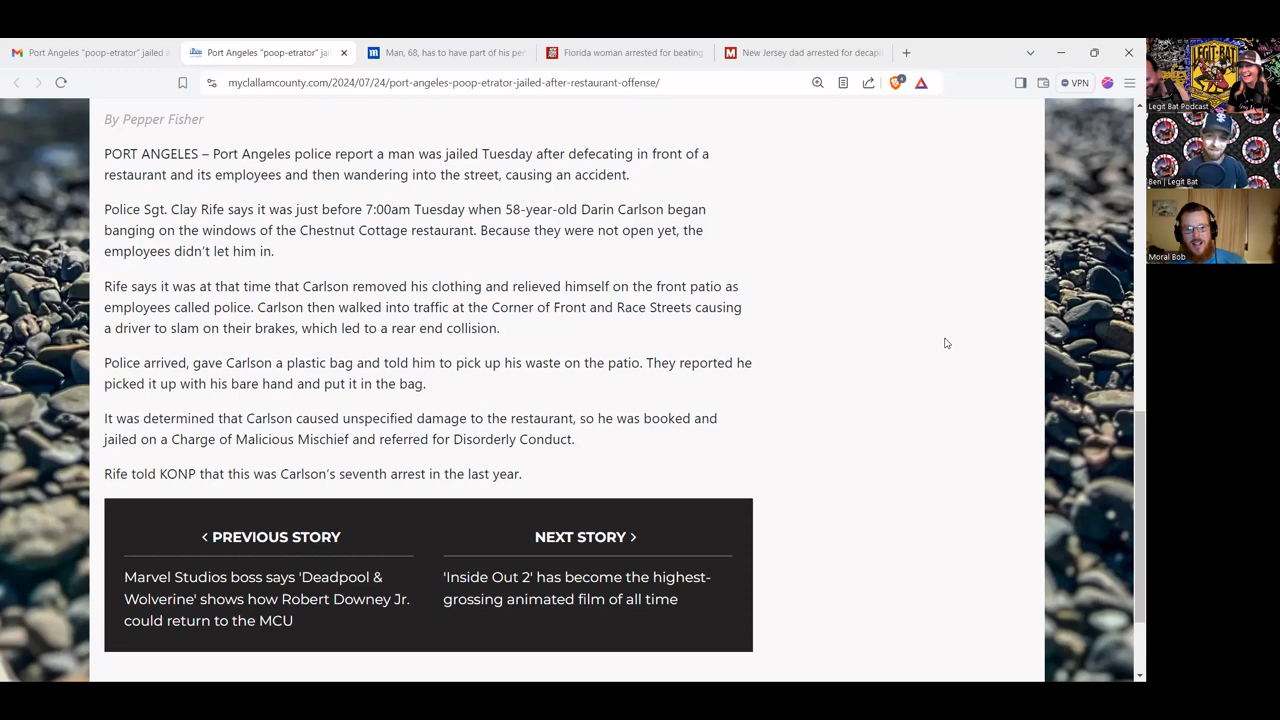 Port Angeles "poop-etrator" jailed a
Port Angeles "poop-etrator" jai
Man, 68, has to have part of his pe
Florida woman arrested for beating
New Jersey dad arrested for decap
myclallamcounty.com/2024/07/24/port-angeles-poop-etrator-jailed-after-restaurant-offense/
VPN
By Pepper Fisher
PORT ANGELES – Port Angeles police report a man was jailed Tuesday after defecating in front of a
restaurant and its employees and then wandering into the street, causing an accident.
Police Sgt. Clay Rife says it was just before 7:00am Tuesday when 58-year-old Darin Carlson began
banging on the windows of the Chestnut Cottage restaurant. Because they were not open yet, the
employees didn't let him in.
Rife says it was at that time that Carlson removed his clothing and relieved himself on the front patio as
employees called police. Carlson then walked into traffic at the Corner of Front and Race Streets causing
a driver to slam on their brakes, which led to a rear end collision.
Police arrived, gave Carlson a plastic bag and told him to pick up his waste on the patio. They reported he
picked it up with his bare hand and put it in the bag.
It was determined that Carlson caused unspecified damage to the restaurant, so he was booked and
jailed on a Charge of Malicious Mischief and referred for Disorderly Conduct.
Rife told KONP that this was Carlson's seventh arrest in the last year.
< PREVIOUS STORY
Marvel Studios boss says 'Deadpool &
Wolverine' shows how Robert Downey Jr.
could return to the MCU
NEXT STORY >
'Inside Out 2' has become the highest-
grossing animated film of all time
LEGIT BAT
Legit Bat Podcast
Ben | Legit Bat
Moral Bob